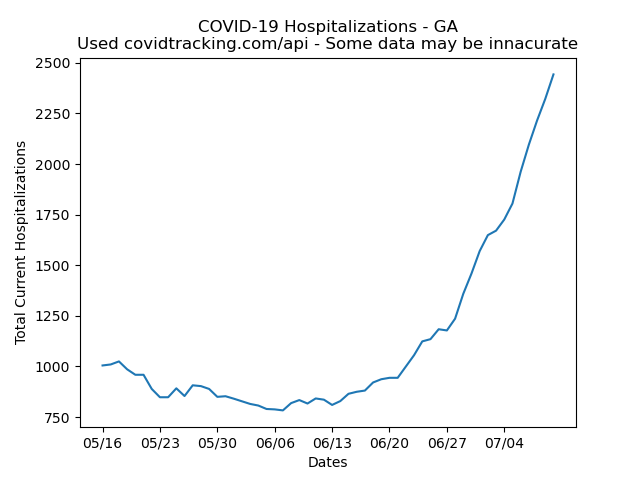 COVID-19 Hospitalizations - GA
Used covidtracking.com/api - Some data may be innacurate
2500
2250
2000
1750
1500
1250
1000
750
Total Current Hospitalizations
05/16 05/23 05/30 06/06 06/13 06/20 06/27 07/04
Dates